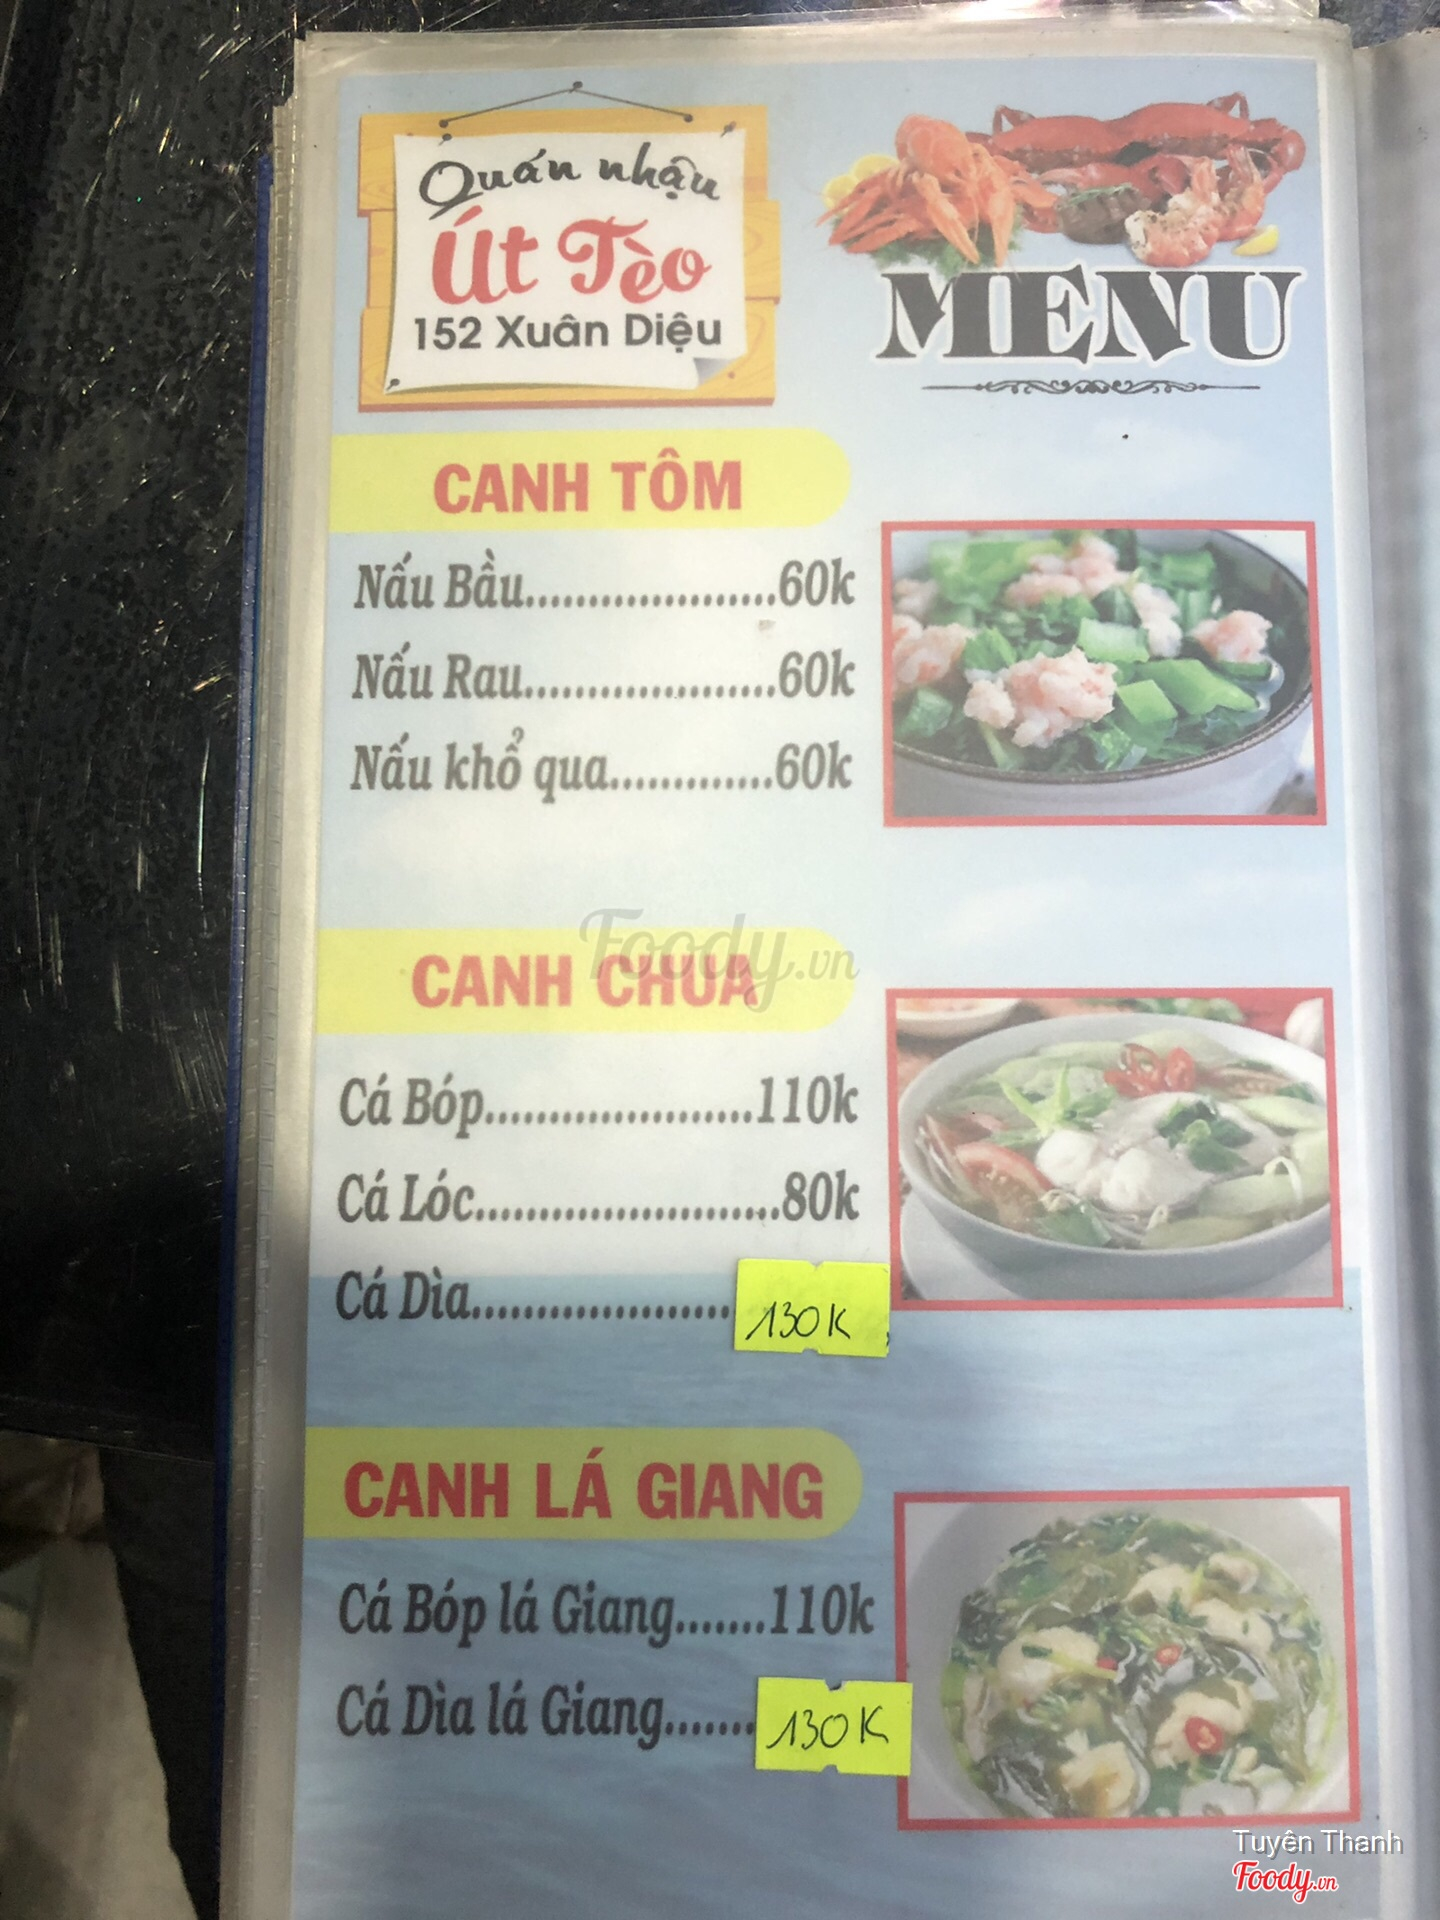 Quán nhậu
Út Tèo
152 Xuân Diệu
MENU
CANH TÔM
Nấu Bầu....................60k
Nấu Rau....................60k
Nấu khổ qua.............60k
Foody.vn
CANH CHUA
Cá Bóp.....................110k
Cá Lóc........................80k
Cá Dìa.....................130K
CANH LÁ GIANG
Cá Bóp lá Giang.......110k
Cá Dìa lá Giang.......130K
Tuyên Thanh
Foody.vn